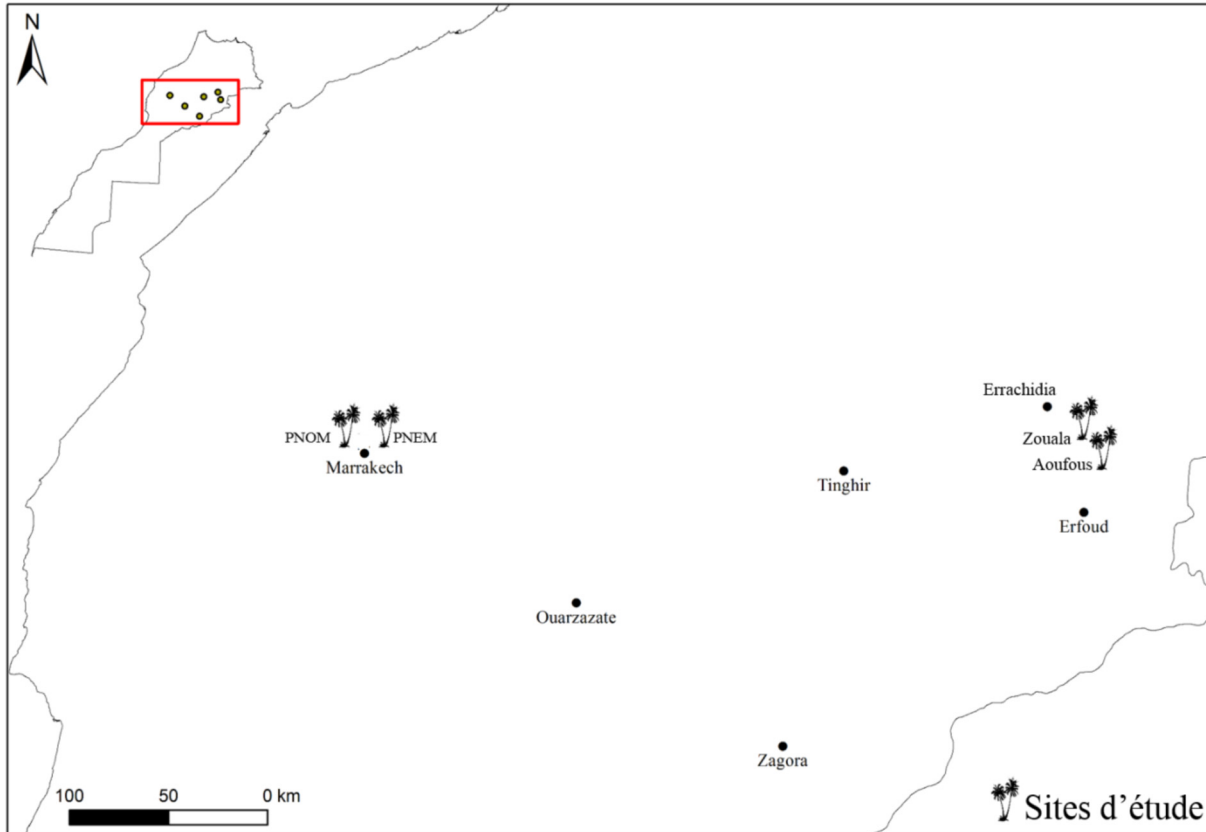 N
Errachidia
PNOM
PNEM
Zouala
Marrakech
Aoufous
Tinghir
Erfoud
Ouarzazate
Zagora
100 50 0 km
Sites d'étude